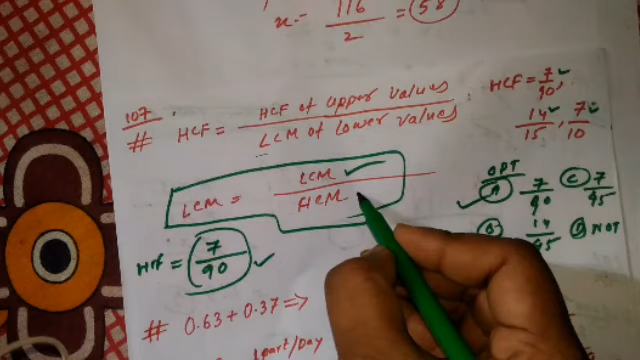 x = 116/2 = 58
107
# HCF = HCF of upper values / LCM of lower values
HCF = 7/90
14/15, 7/10
LCM = LCM / HCM
OPT
A 7/90 C 7/45
B 14/45 D NOT
HCF = 7/90
# 0.63 + 0.37 ⇒
1part/Day